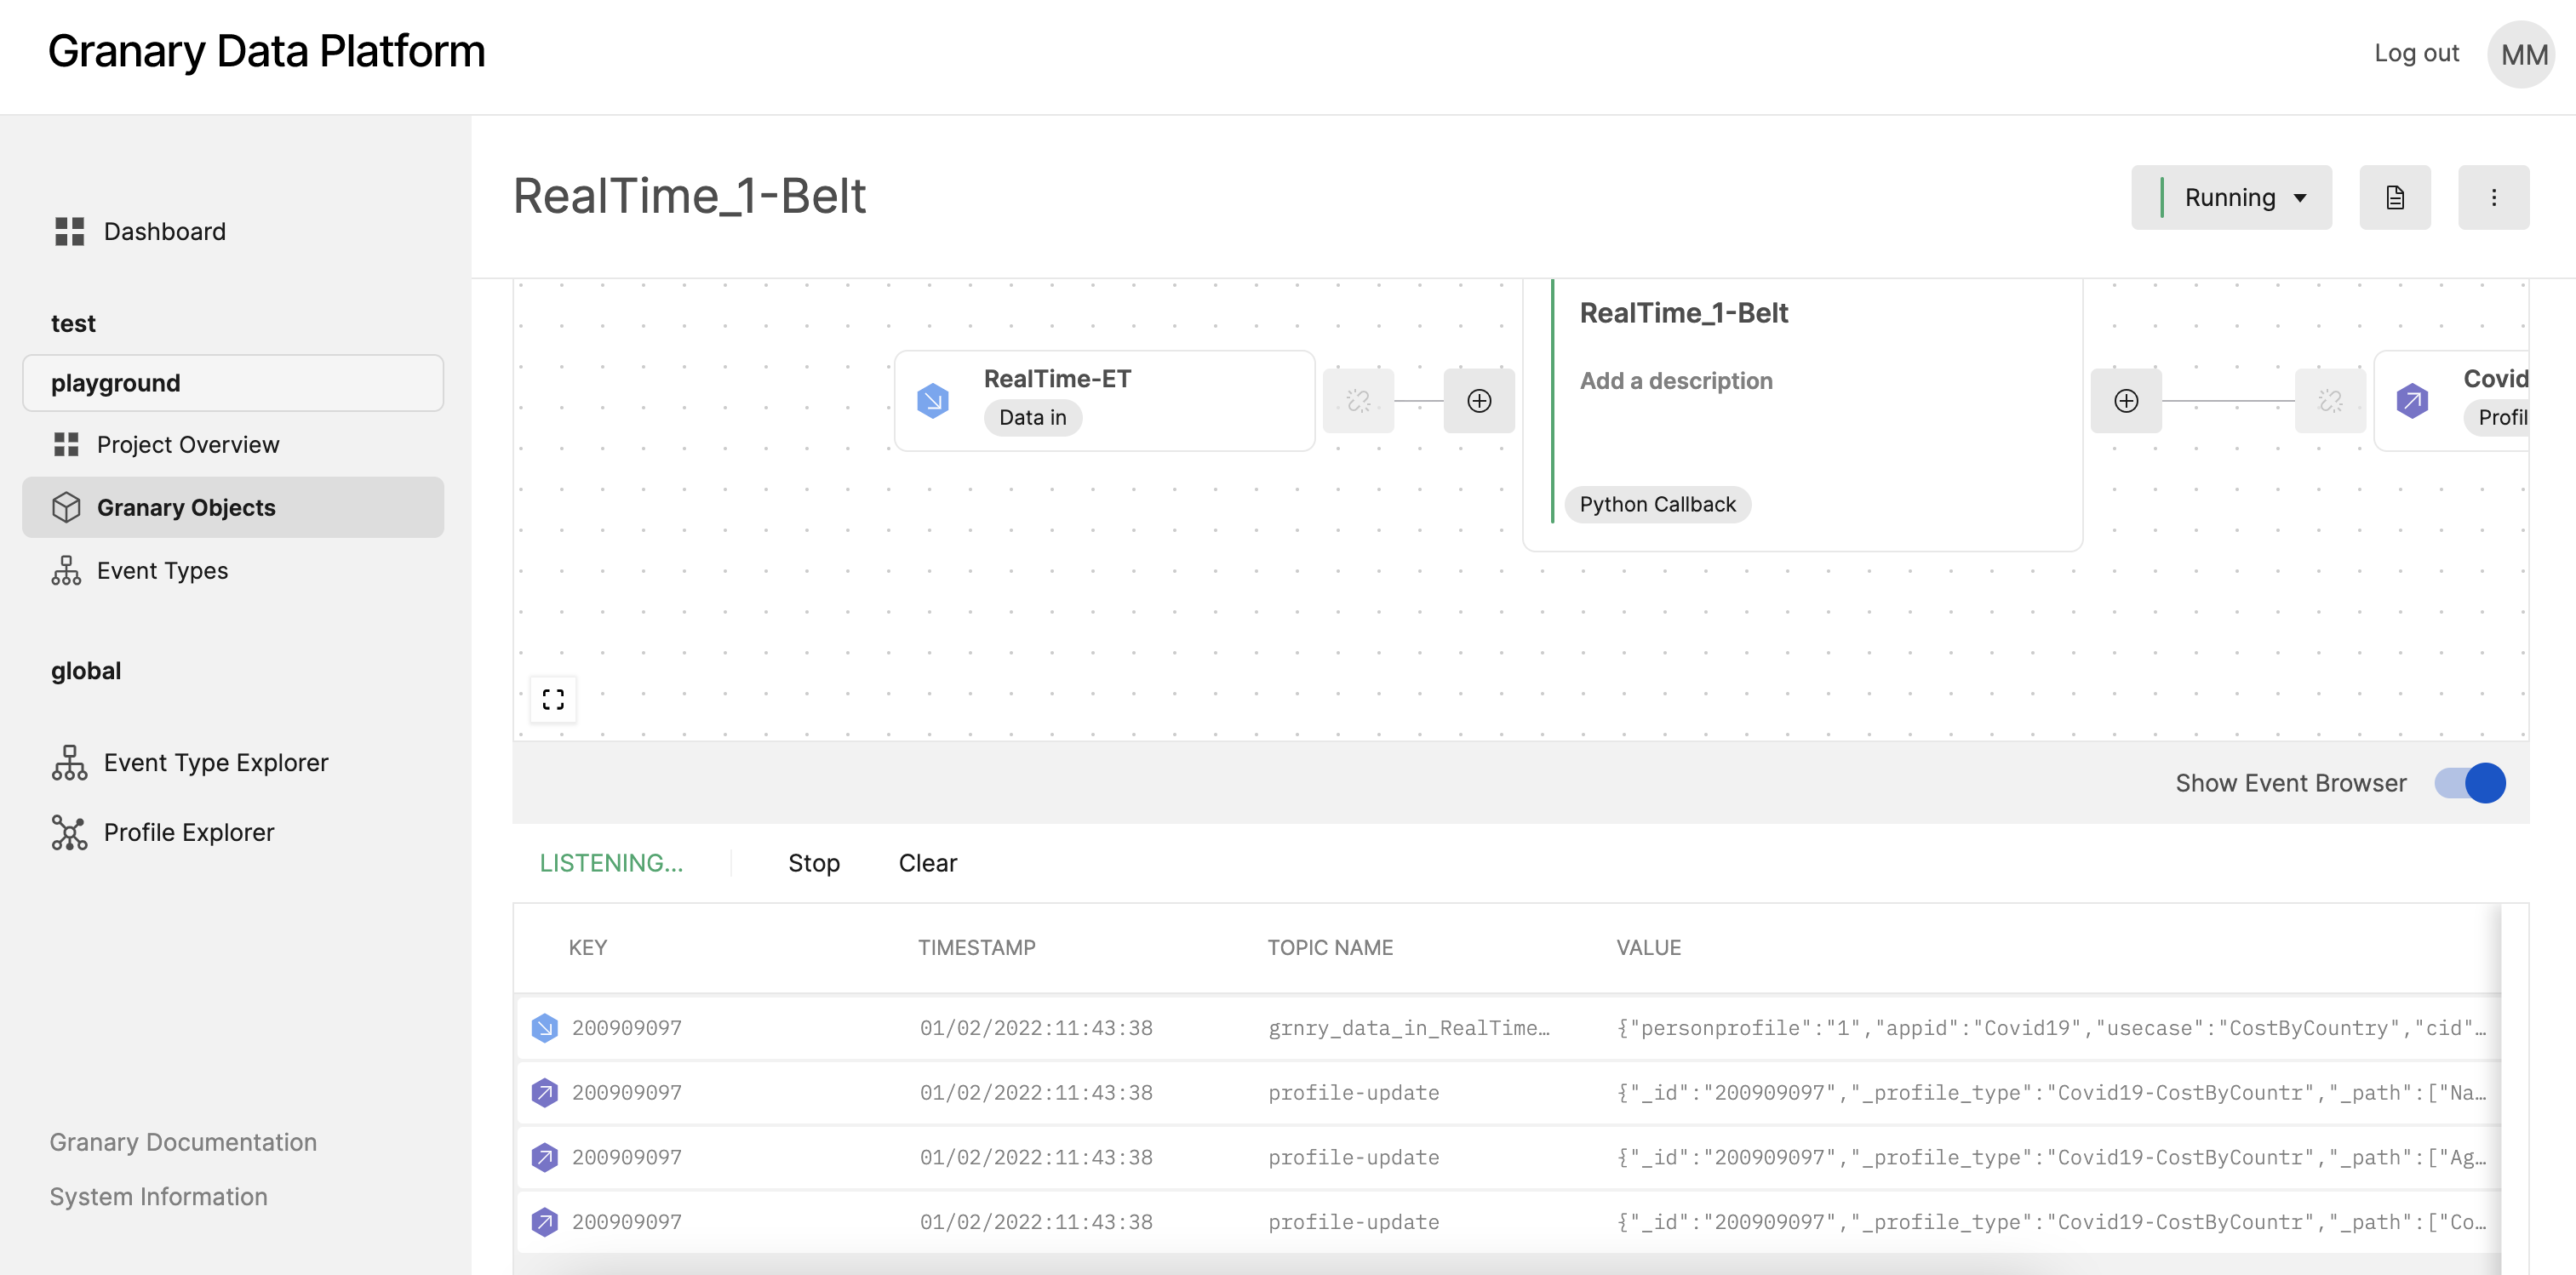 Granary Data Platform
Log out
MM
Dashboard
test
playground
Project Overview
Granary Objects
Event Types
global
Event Type Explorer
Profile Explorer
Granary Documentation
System Information
RealTime_1-Belt
Running
RealTime-ET
Data in
RealTime_1-Belt
Add a description
Python Callback
Covid
Profil
Show Event Browser
LISTENING...
Stop
Clear
KEY TIMESTAMP TOPIC NAME VALUE
200909097 01/02/2022:11:43:38 grnry_data_in_RealTime… {"personprofile":"1","appid":"Covid19","usecase":"CostByCountry","cid"…
200909097 01/02/2022:11:43:38 profile-update {"_id":"200909097","_profile_type":"Covid19-CostByCountr","_path":["Na…
200909097 01/02/2022:11:43:38 profile-update {"_id":"200909097","_profile_type":"Covid19-CostByCountr","_path":["Ag…
200909097 01/02/2022:11:43:38 profile-update {"_id":"200909097","_profile_type":"Covid19-CostByCountr","_path":["Co…